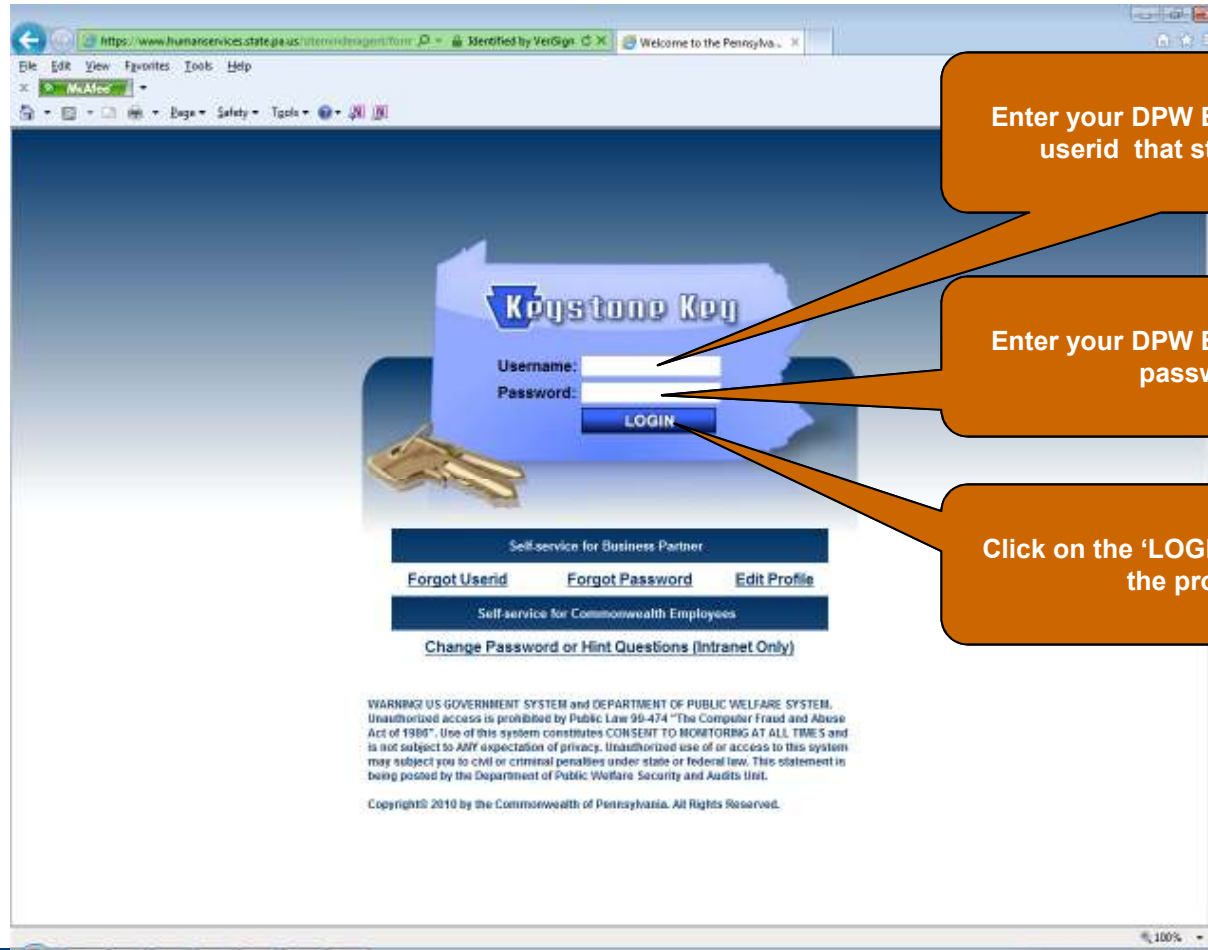 Identified by VeriSign
Welcome to the Pennsylva...
File Edit View Favorites Tools Help
McAfee
Page Safety Tools
Enter your DPW B
userid that st
Keystone Key
Username:
Enter your DPW B
Password:
passw
LOGIN
Click on the ‘LOGI
the pro
Self-service for Business Partner
Forgot Userid Forgot Password Edit Profile
Self-service for Commonwealth Employees
Change Password or Hint Questions (Intranet Only)
WARNING! US GOVERNMENT SYSTEM and DEPARTMENT OF PUBLIC WELFARE SYSTEM.
Unauthorized access is prohibited by Public Law 99-474 "The Computer Fraud and Abuse
Act of 1986". Use of this system constitutes CONSENT TO MONITORING AT ALL TIMES and
is not subject to ANY expectation of privacy. Unauthorized use of or access to this system
may subject you to civil or criminal penalties under state or federal law. This statement is
being posted by the Department of Public Welfare Security and Audits Unit.
Copyright© 2010 by the Commonwealth of Pennsylvania. All Rights Reserved.
100%